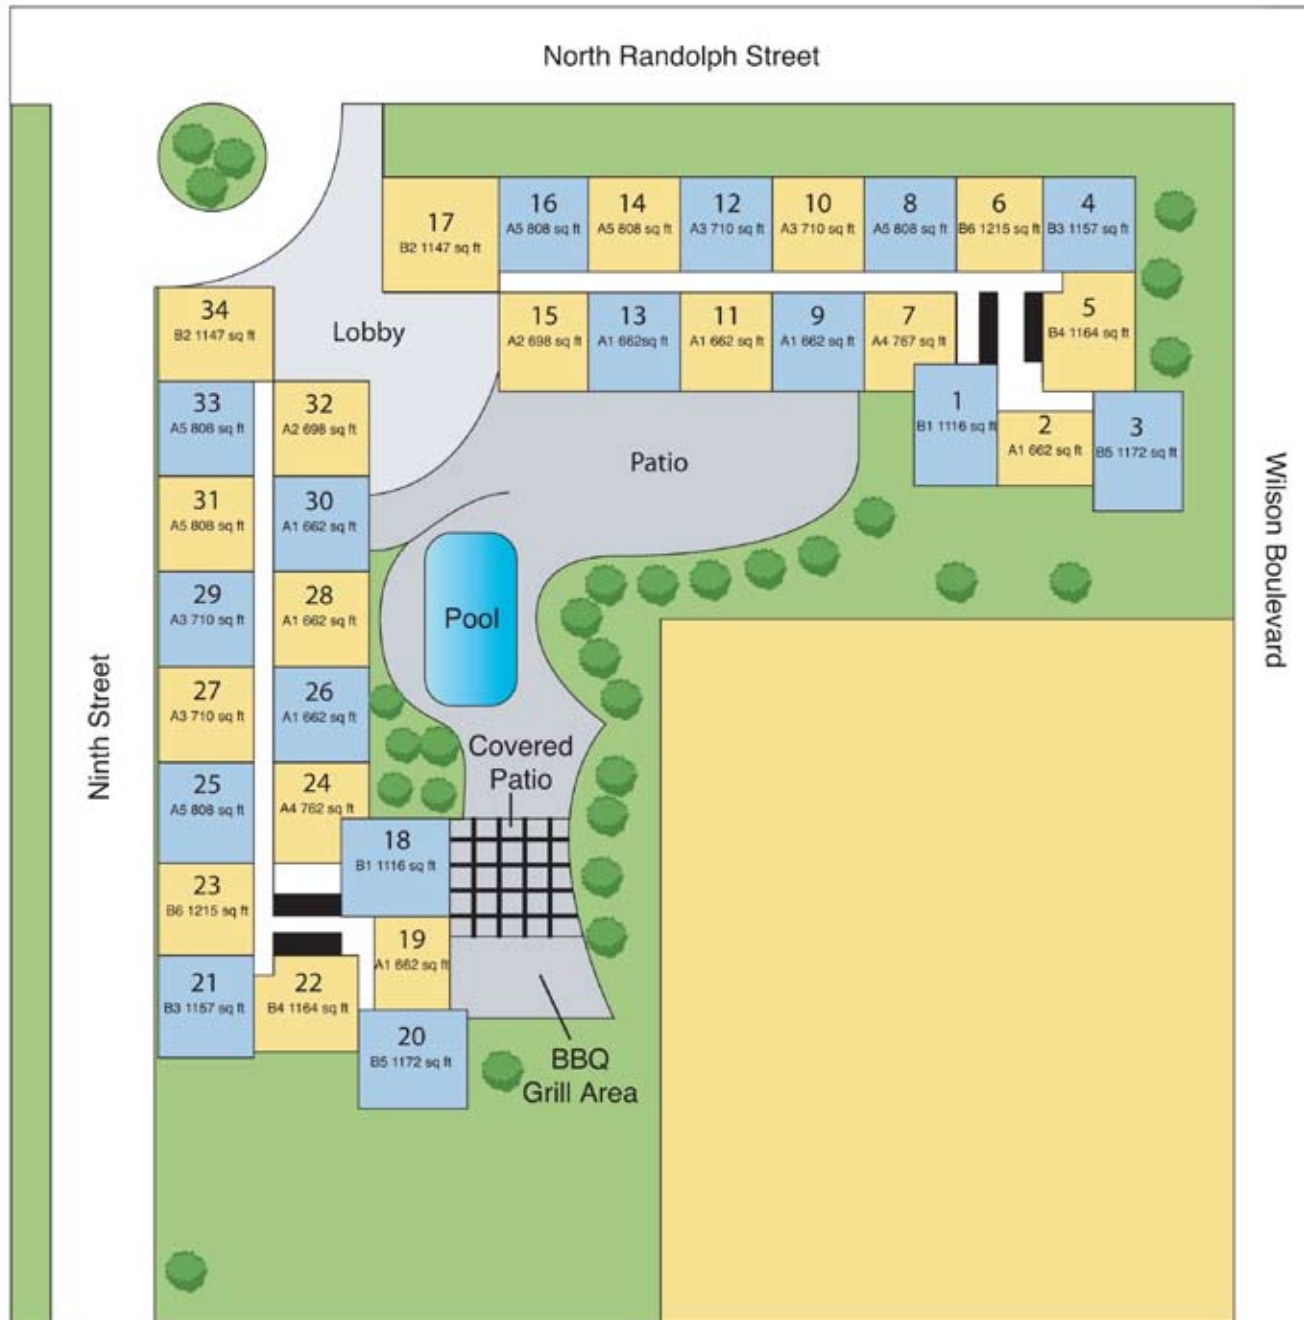 North Randolph Street
17
B2 1147 sq ft
16
A5 808 sq ft
14
A5 808 sq ft
12
A3 710 sq ft
10
A3 710 sq ft
8
A5 808 sq ft
6
B6 1215 sq ft
4
B3 1157 sq ft
34
B2 1147 sq ft
Lobby
15
A2 698 sq ft
13
A1 662sq ft
11
A1 662 sq ft
9
A1 662 sq ft
7
A4 767 sq ft
5
B4 1164 sq ft
33
A5 808 sq ft
32
A2 698 sq ft
1
B1 1116 sq ft
2
A1 662 sq ft
3
B5 1172 sq ft
Patio
31
A5 808 sq ft
30
A1 662 sq ft
29
A3 710 sq ft
28
A1 662 sq ft
Pool
Wilson Boulevard
Ninth Street
27
A3 710 sq ft
26
A1 662 sq ft
Covered
Patio
25
A5 808 sq ft
24
A4 762 sq ft
18
B1 1116 sq ft
23
B6 1215 sq ft
19
A1 662 sq ft
21
B3 1157 sq ft
22
B4 1164 sq ft
20
B5 1172 sq ft
BBQ
Grill Area